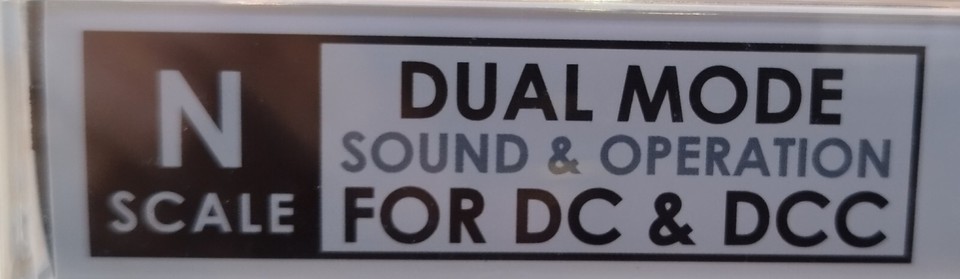 N
SCALE
DUAL MODE
SOUND & OPERATION
FOR DC & DCC